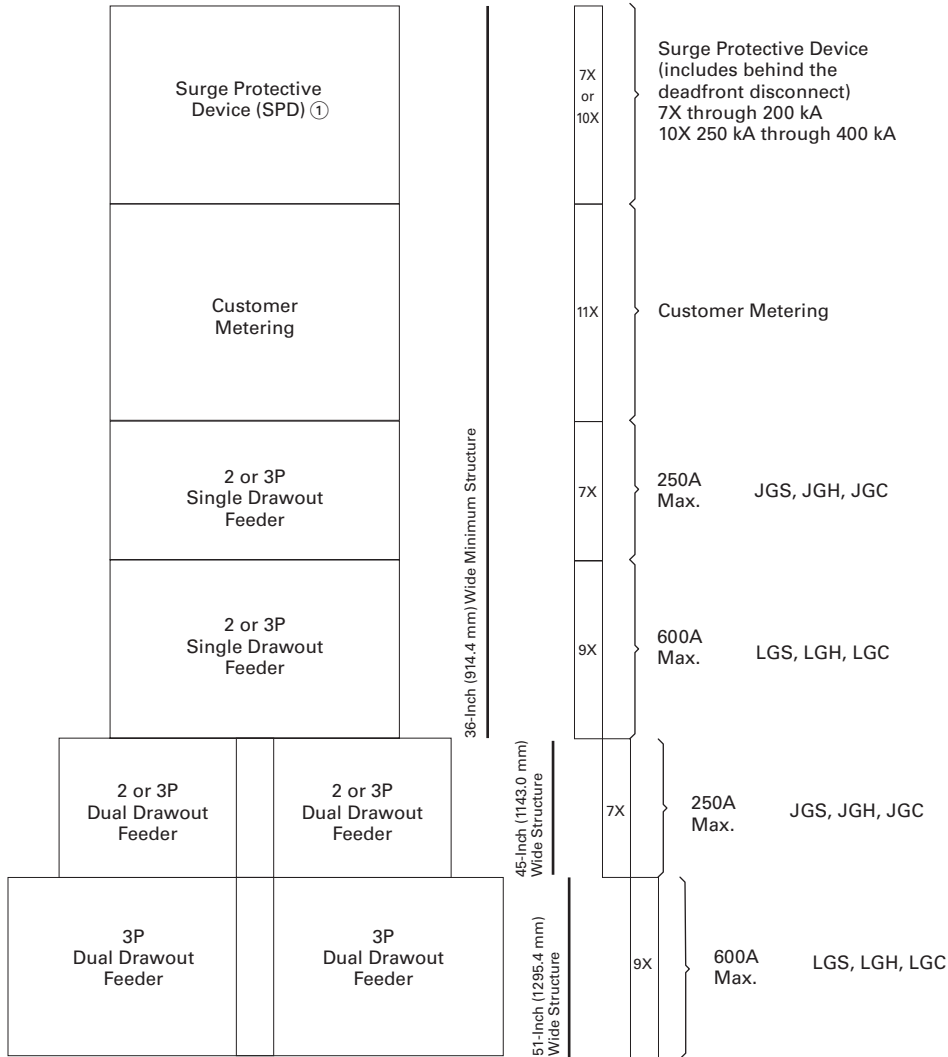 Surge Protective
Device (SPD) ①
7X
or
10X
Surge Protective Device
(includes behind the
deadfront disconnect)
7X through 200 kA
10X 250 kA through 400 kA
Customer
Metering
11X
Customer Metering
36-Inch (914.4 mm) Wide Minimum Structure
2 or 3P
Single Drawout
Feeder
7X
250A
Max.
JGS, JGH, JGC
2 or 3P
Single Drawout
Feeder
9X
600A
Max.
LGS, LGH, LGC
2 or 3P
Dual Drawout
Feeder
2 or 3P
Dual Drawout
Feeder
45-Inch (1143.0 mm)
Wide Structure
7X
250A
Max.
JGS, JGH, JGC
3P
Dual Drawout
Feeder
3P
Dual Drawout
Feeder
51-Inch (1295.4 mm)
Wide Structure
9X
600A
Max.
LGS, LGH, LGC